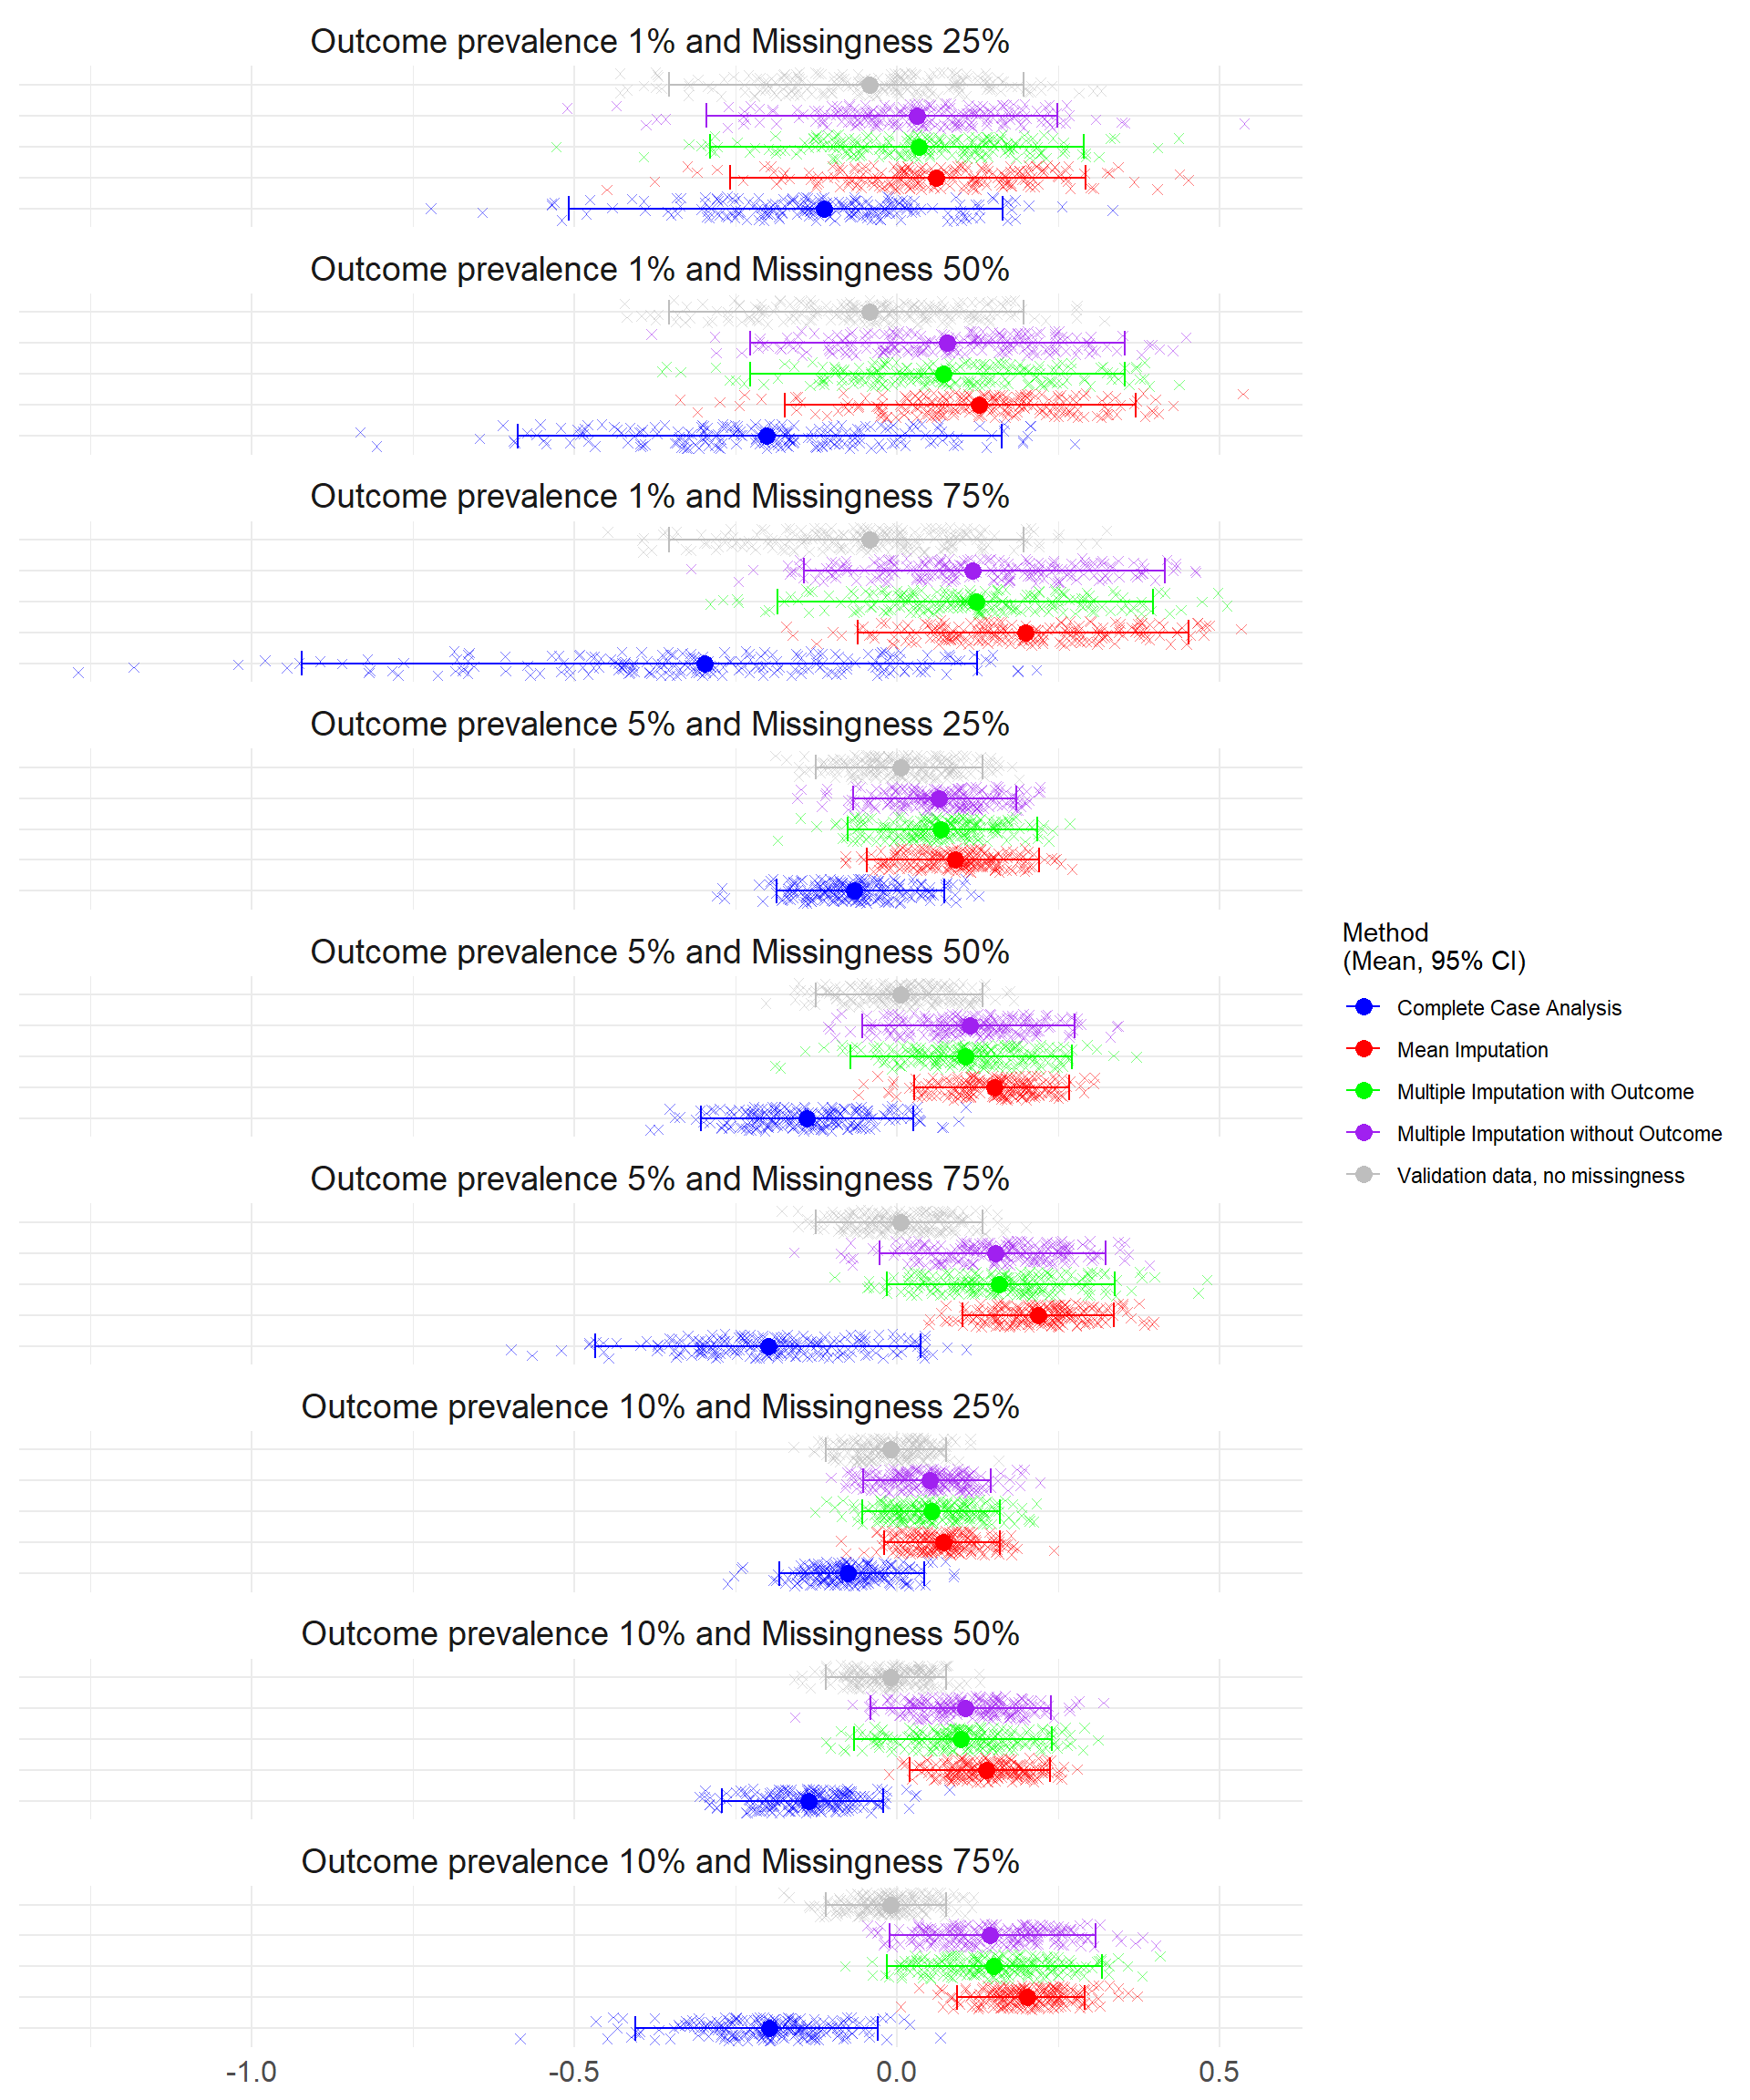 Outcome prevalence 1% and Missingness 25%
Outcome prevalence 1% and Missingness 50%
Outcome prevalence 1% and Missingness 75%
Outcome prevalence 5% and Missingness 25%
Outcome prevalence 5% and Missingness 50%
Outcome prevalence 5% and Missingness 75%
Outcome prevalence 10% and Missingness 25%
Outcome prevalence 10% and Missingness 50%
Outcome prevalence 10% and Missingness 75%
-1.0 -0.5 0.0 0.5
Method
(Mean, 95% CI)
Complete Case Analysis
Mean Imputation
Multiple Imputation with Outcome
Multiple Imputation without Outcome
Validation data, no missingness